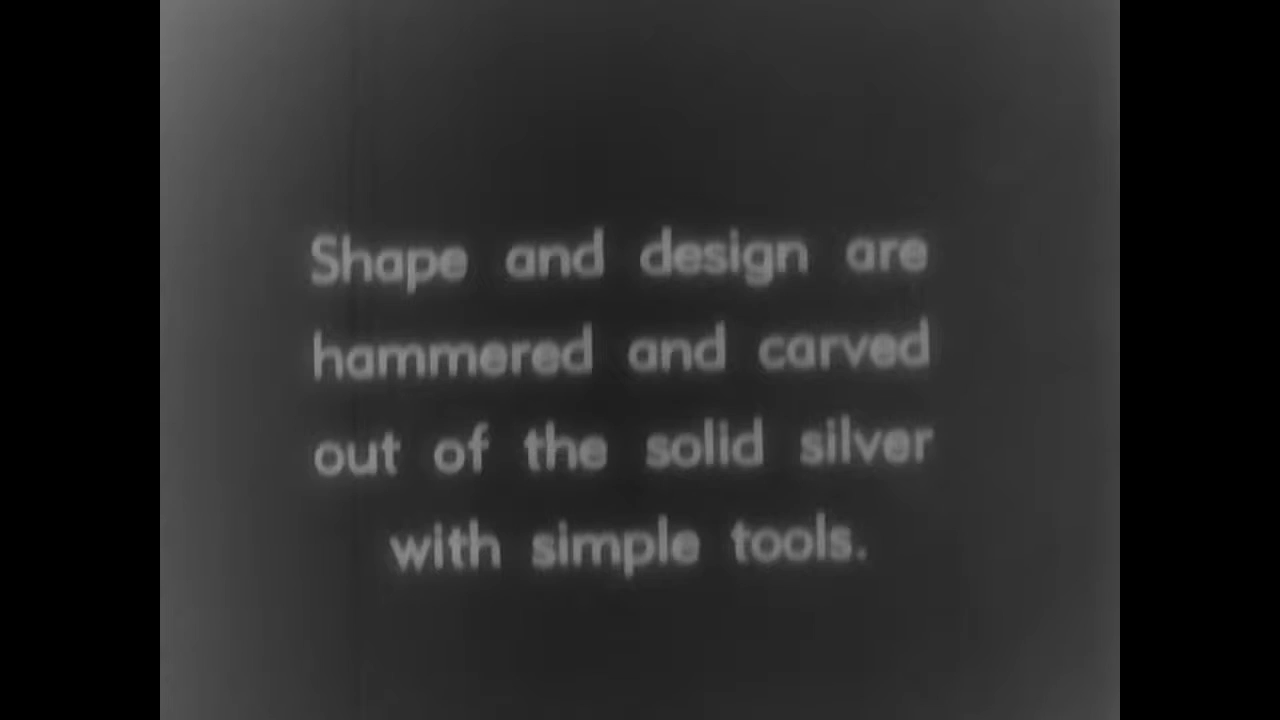 Shape and design are
hammered and carved
out of the solid silver
with simple tools.